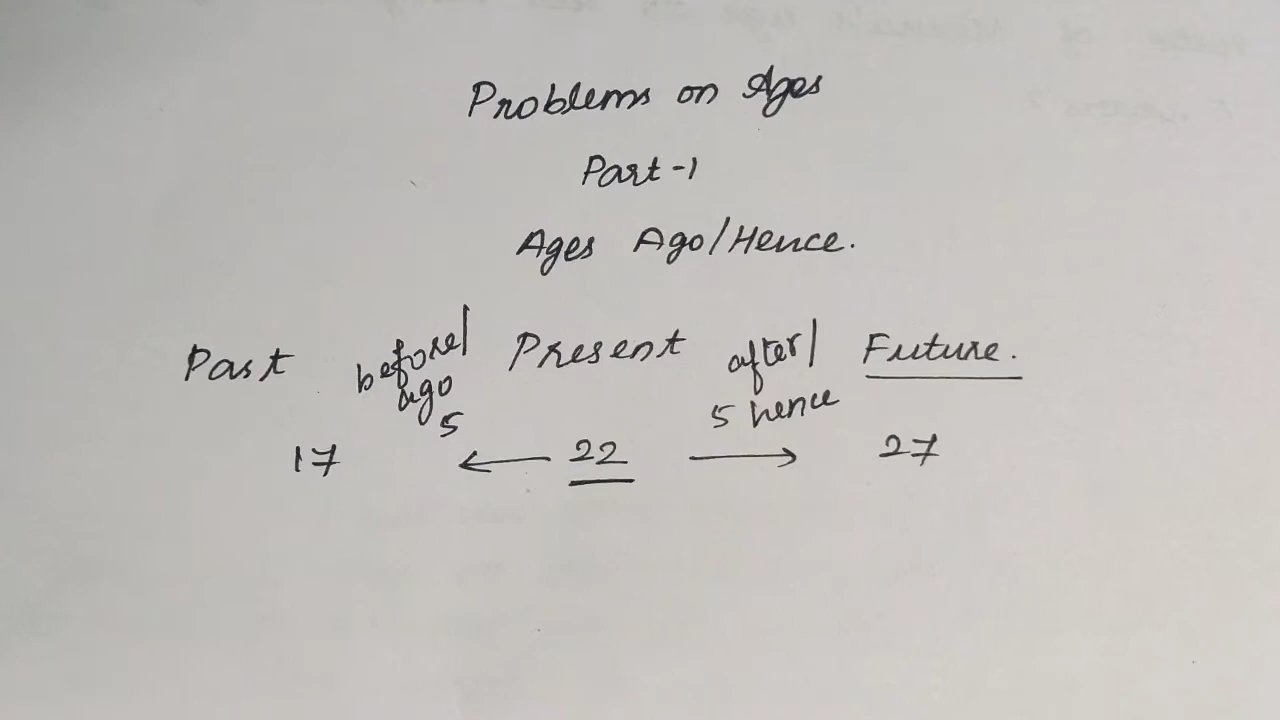 Problems on Ages
Part-1
Ages Ago/Hence.
Past before/ Present after/ Future.
ago 5 hence
5
17 ← 22 → 27